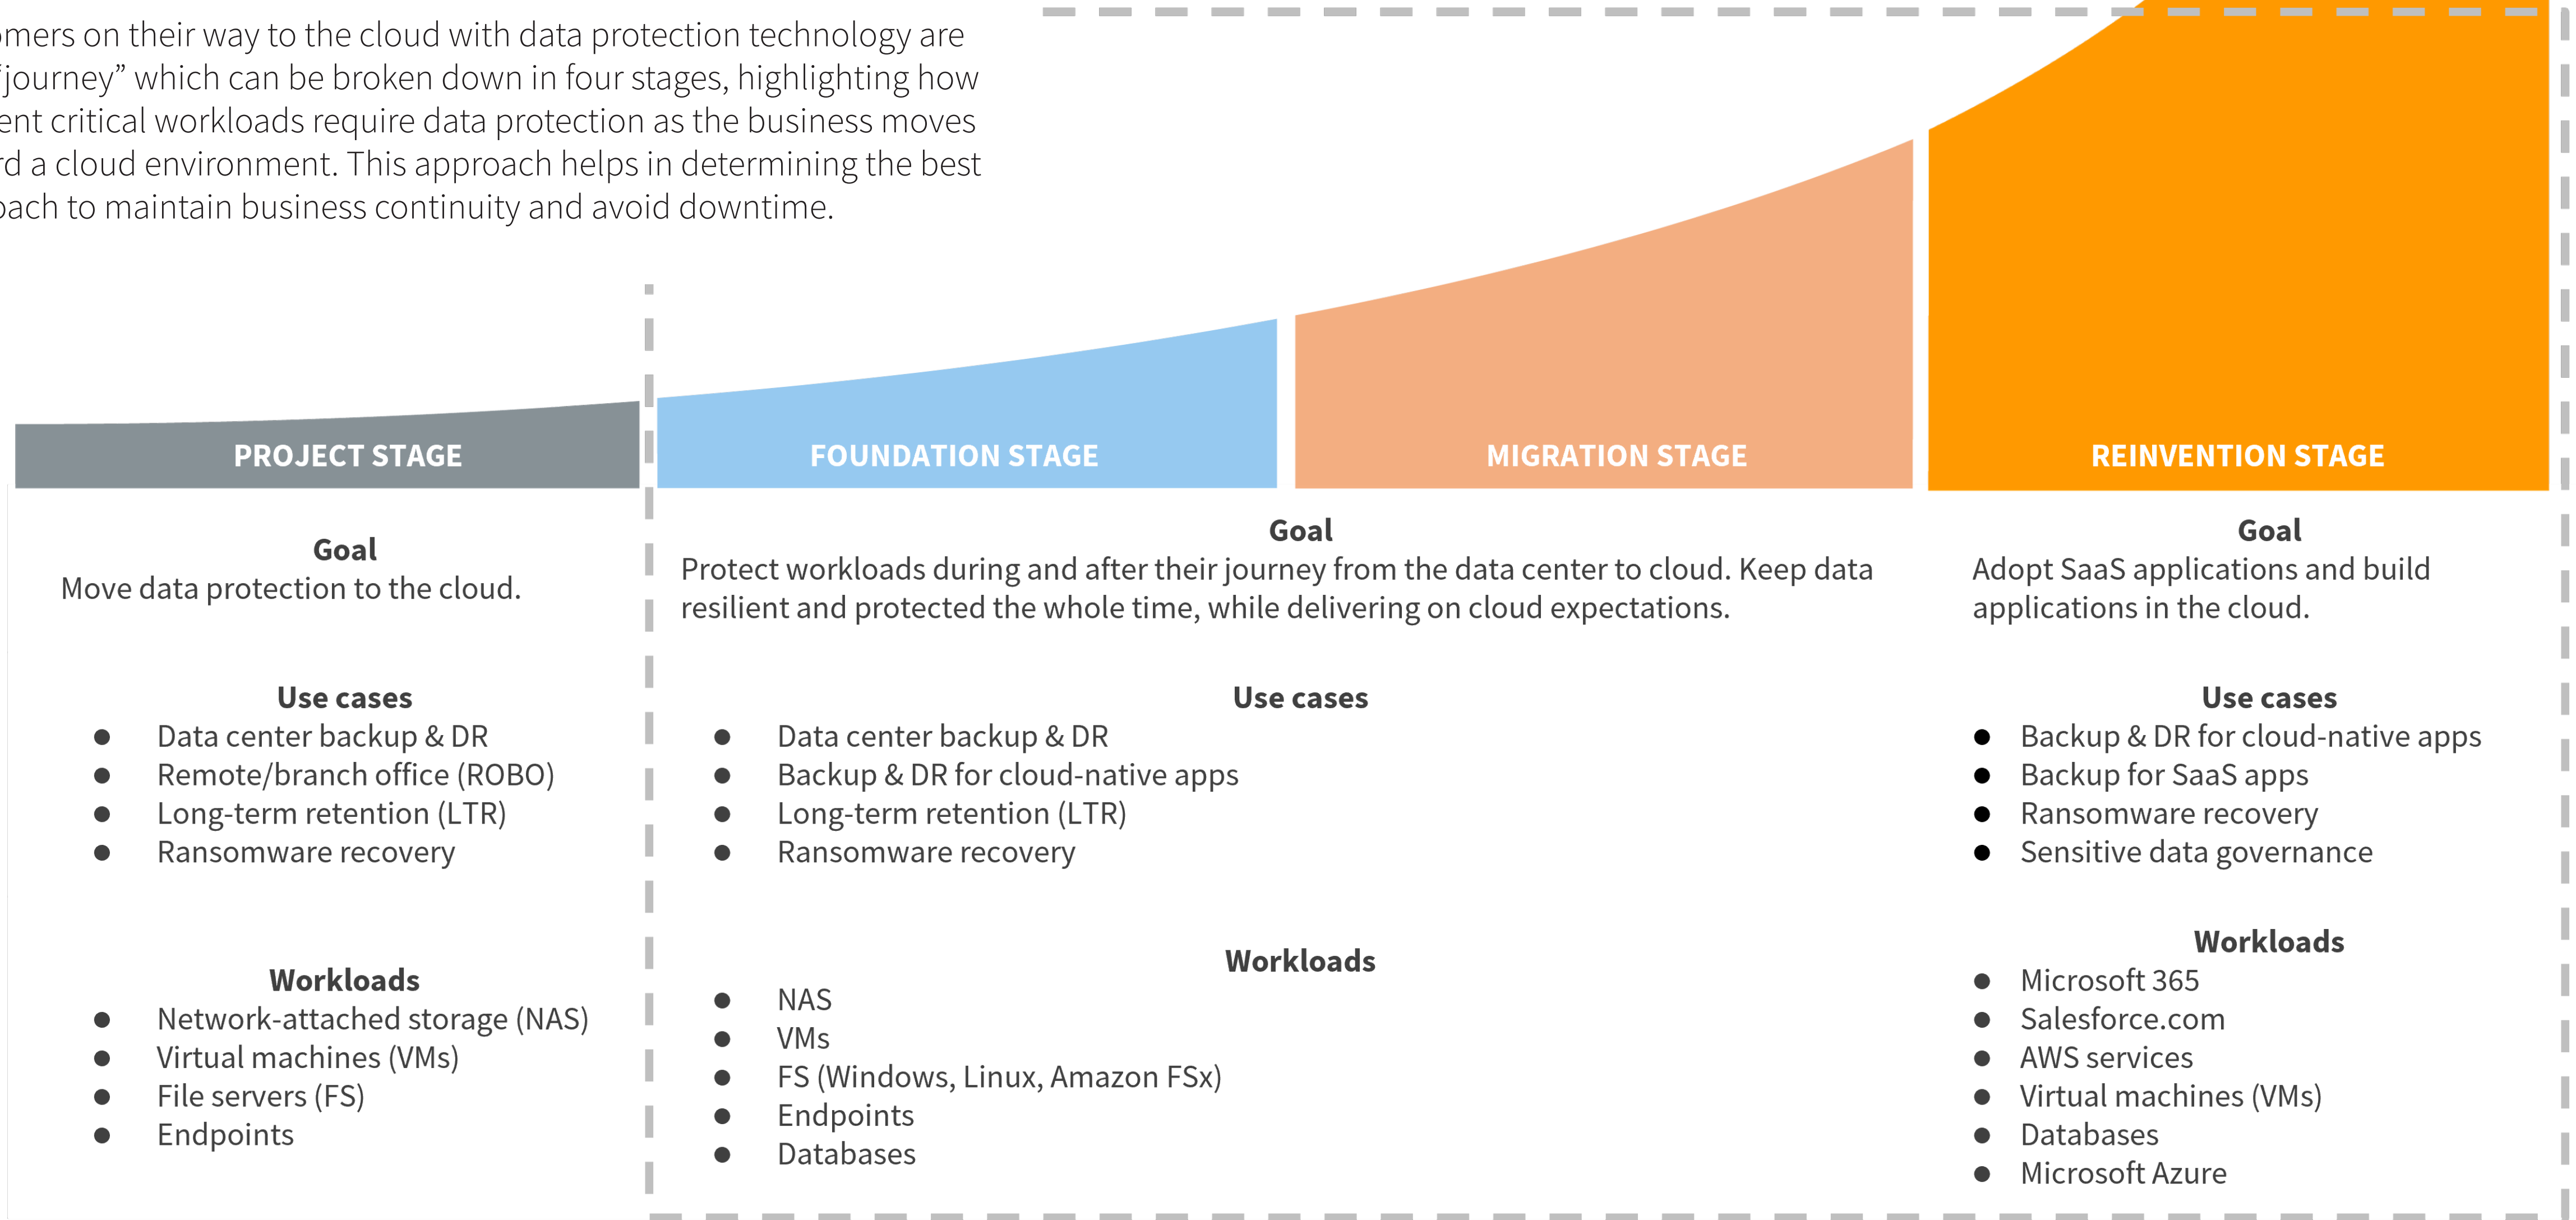 mers on their way to the cloud with data protection technology are
“journey” which can be broken down in four stages, highlighting how
ent critical workloads require data protection as the business moves
rd a cloud environment. This approach helps in determining the best
oach to maintain business continuity and avoid downtime.
PROJECT STAGE
FOUNDATION STAGE
MIGRATION STAGE
REINVENTION STAGE
Goal
Move data protection to the cloud.
Use cases
● Data center backup & DR
● Remote/branch office (ROBO)
● Long-term retention (LTR)
● Ransomware recovery
Workloads
● Network-attached storage (NAS)
● Virtual machines (VMs)
● File servers (FS)
● Endpoints
Goal
Protect workloads during and after their journey from the data center to cloud. Keep data
resilient and protected the whole time, while delivering on cloud expectations.
Use cases
● Data center backup & DR
● Backup & DR for cloud-native apps
● Long-term retention (LTR)
● Ransomware recovery
Workloads
● NAS
● VMs
● FS (Windows, Linux, Amazon FSx)
● Endpoints
● Databases
Goal
Adopt SaaS applications and build
applications in the cloud.
Use cases
● Backup & DR for cloud-native apps
● Backup for SaaS apps
● Ransomware recovery
● Sensitive data governance
Workloads
● Microsoft 365
● Salesforce.com
● AWS services
● Virtual machines (VMs)
● Databases
● Microsoft Azure